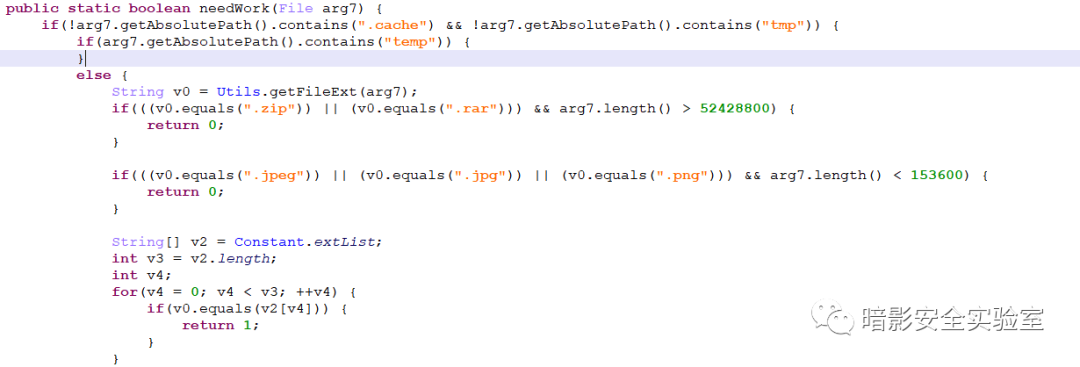 public static boolean needWork(File arg7) {
    if(!arg7.getAbsolutePath().contains(".cache") && !arg7.getAbsolutePath().contains("tmp")) {
        if(arg7.getAbsolutePath().contains("temp")) {
        }
        else {
            String v0 = Utils.getFileExt(arg7);
            if(((v0.equals(".zip")) || (v0.equals(".rar"))) && arg7.length() > 52428800) {
                return 0;
            }

            if(((v0.equals(".jpeg")) || (v0.equals(".jpg")) || (v0.equals(".png"))) && arg7.length() < 153600) {
                return 0;
            }

            String[] v2 = Constant.extList;
            int v3 = v2.length;
            int v4;
            for(v4 = 0; v4 < v3; ++v4) {
                if(v0.equals(v2[v4])) {
                    return 1;
                }
            }
暗影安全实验室